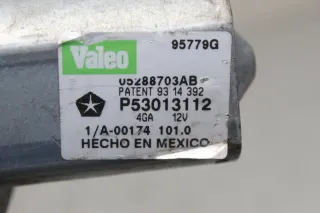 Valeo 95779G
05288703AB
PATENT 93 14 392
P53013112
4GA 12V
1/A-00174 101.0
HECHO EN MEXICO